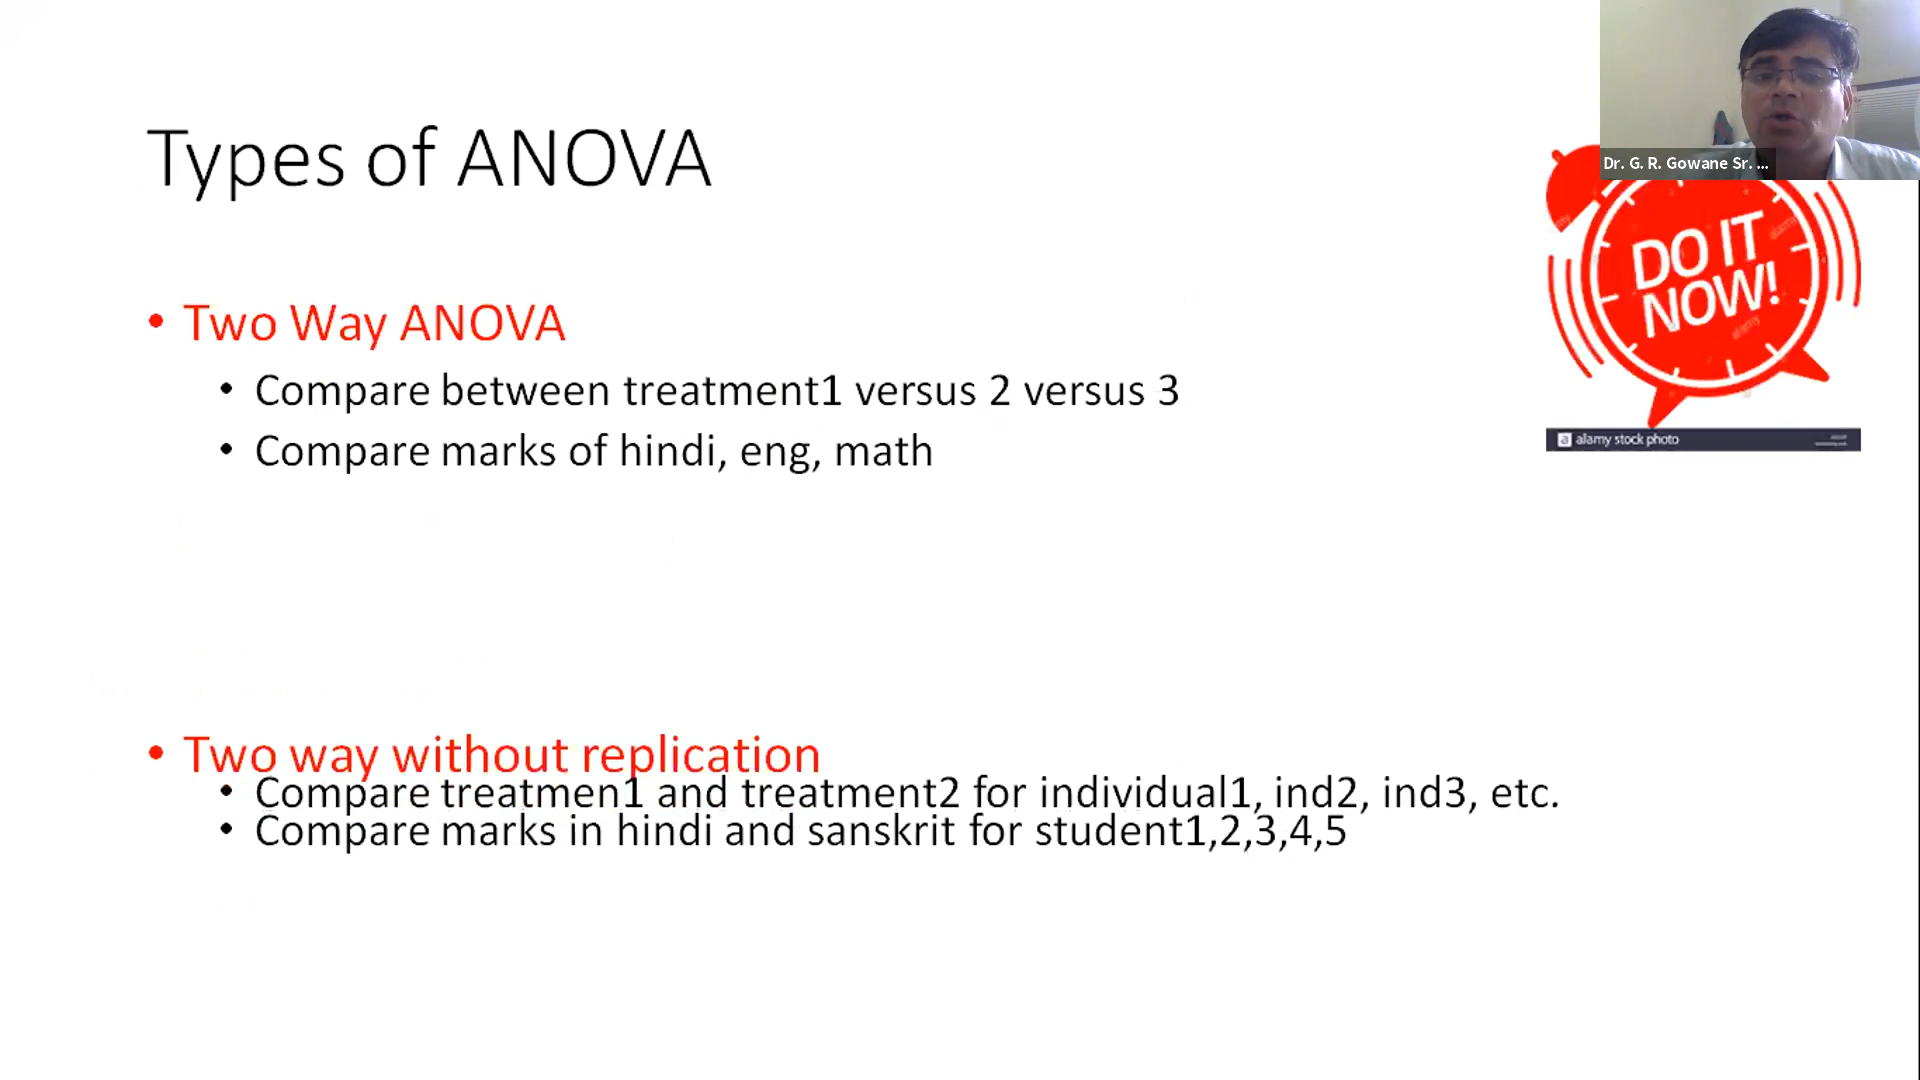 Types of ANOVA
Dr. G. R. Gowane Sr. ...
DO IT
NOW!
a alamy stock photo
• Two Way ANOVA
• Compare between treatment1 versus 2 versus 3
• Compare marks of hindi, eng, math
• Two way without replication
• Compare treatmen1 and treatment2 for individual1, ind2, ind3, etc.
• Compare marks in hindi and sanskrit for student1,2,3,4,5